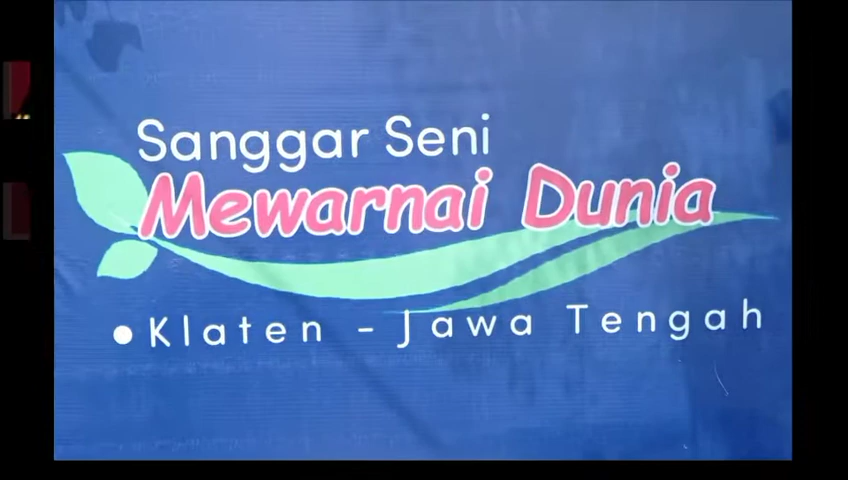 Sanggar Seni
Mewarnai Dunia
• Klaten - Jawa Tengah